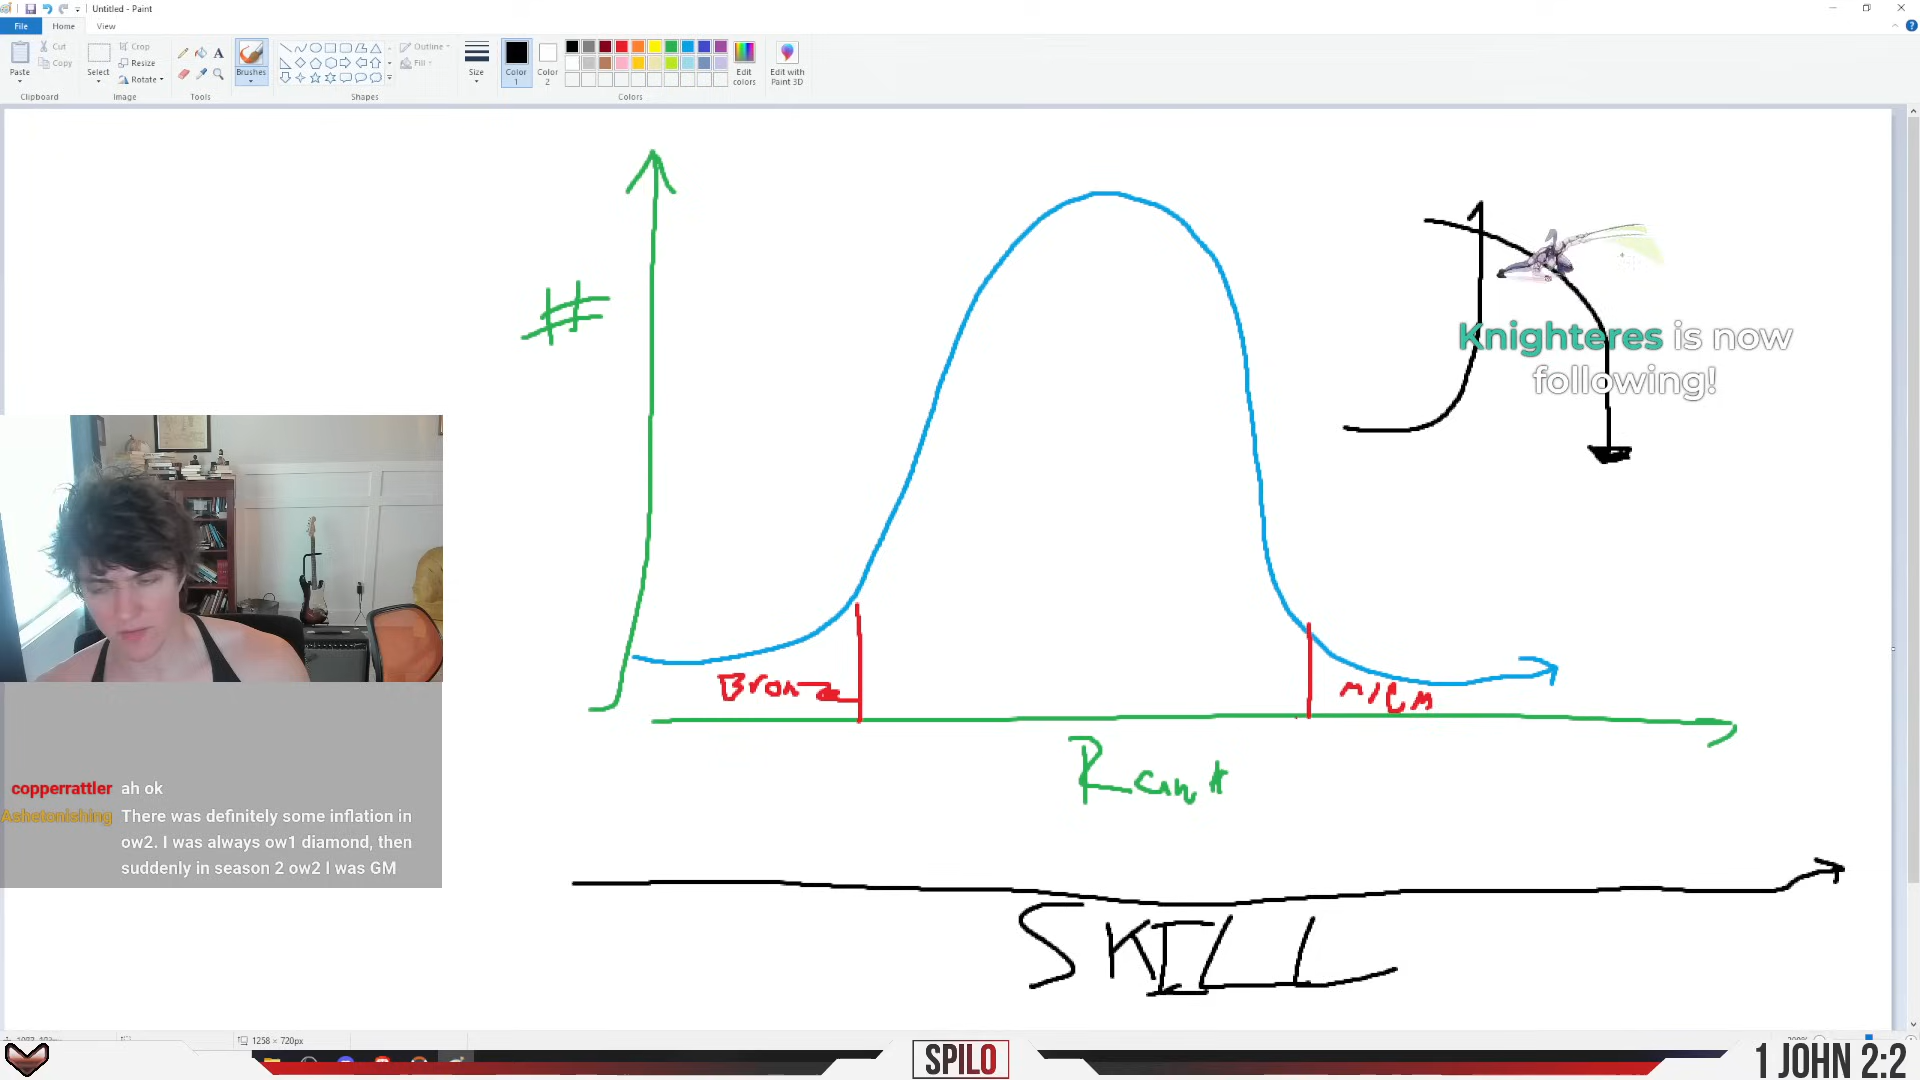 Untitled - Paint
File
Home
View
Paste
Cut
Copy
Clipboard
Select
Crop
Resize
Rotate
Image
Tools
Brushes
Outline
Fill
Shapes
Size
Color 1
Color 2
Edit colors
Edit with Paint 3D
Colors
#
Knighteres is now
following!
Bronze
M/GM
Rank
SKILL
copperrattler ah ok
Ashetonishing There was definitely some inflation in
ow2. I was always ow1 diamond, then
suddenly in season 2 ow2 I was GM
1258 × 720px
SPILO
1 JOHN 2:2